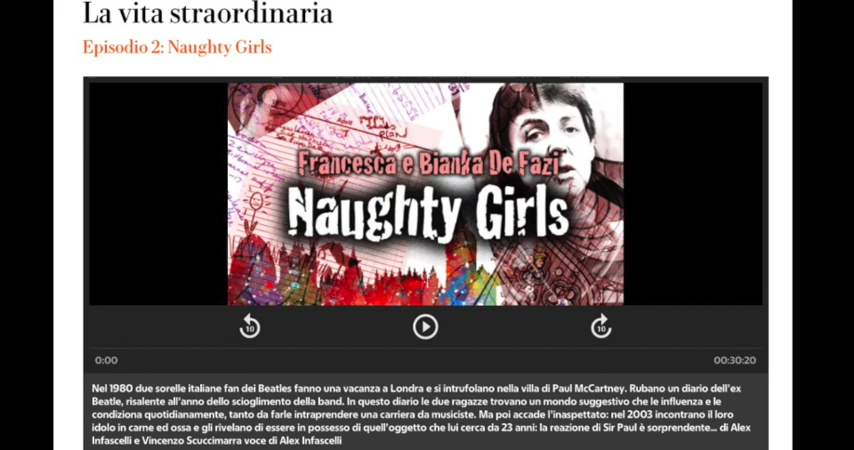 La vita straordinaria
Episodio 2: Naughty Girls
Francesca e Bianka De Fazi
Naughty Girls
10
10
0:00
00:30:20
Nel 1980 due sorelle italiane fan dei Beatles fanno una vacanza a Londra e si intrufolano nella villa di Paul McCartney. Rubano un diario dell'ex
Beatle, risalente all'anno dello scioglimento della band. In questo diario le due ragazze trovano un mondo suggestivo che le influenza e le
condiziona quotidianamente, tanto da farle intraprendere una carriera da musiciste. Ma poi accade l'inaspettato: nel 2003 incontrano il loro
idolo in carne ed ossa e gli rivelano di essere in possesso di quell'oggetto che lui cerca da 23 anni: la reazione di Sir Paul è sorprendente... di Alex
Infascelli e Vincenzo Scuccimarra voce di Alex Infascelli